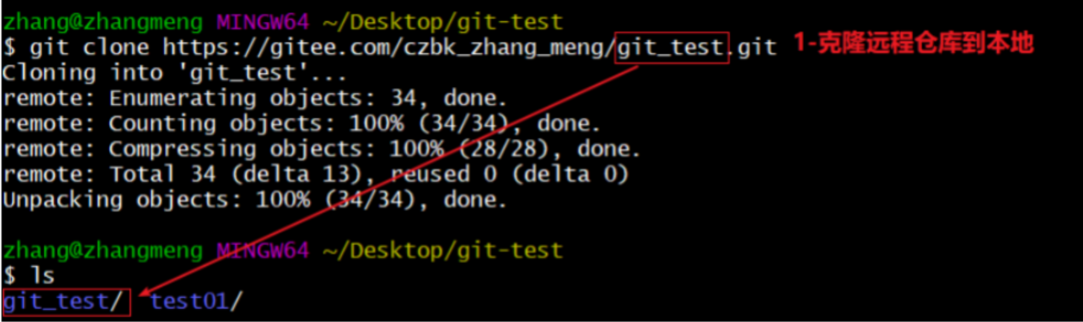 zhang@zhangmeng MINGW64 ~/Desktop/git-test
$ git clone https://gitee.com/czbk_zhang_meng/git_test.git 1-克隆远程仓库到本地
Cloning into 'git_test'...
remote: Enumerating objects: 34, done.
remote: Counting objects: 100% (34/34), done.
remote: Compressing objects: 100% (28/28), done.
remote: Total 34 (delta 13), reused 0 (delta 0)
Unpacking objects: 100% (34/34), done.
zhang@zhangmeng MINGW64 ~/Desktop/git-test
$ ls
git_test/ test01/